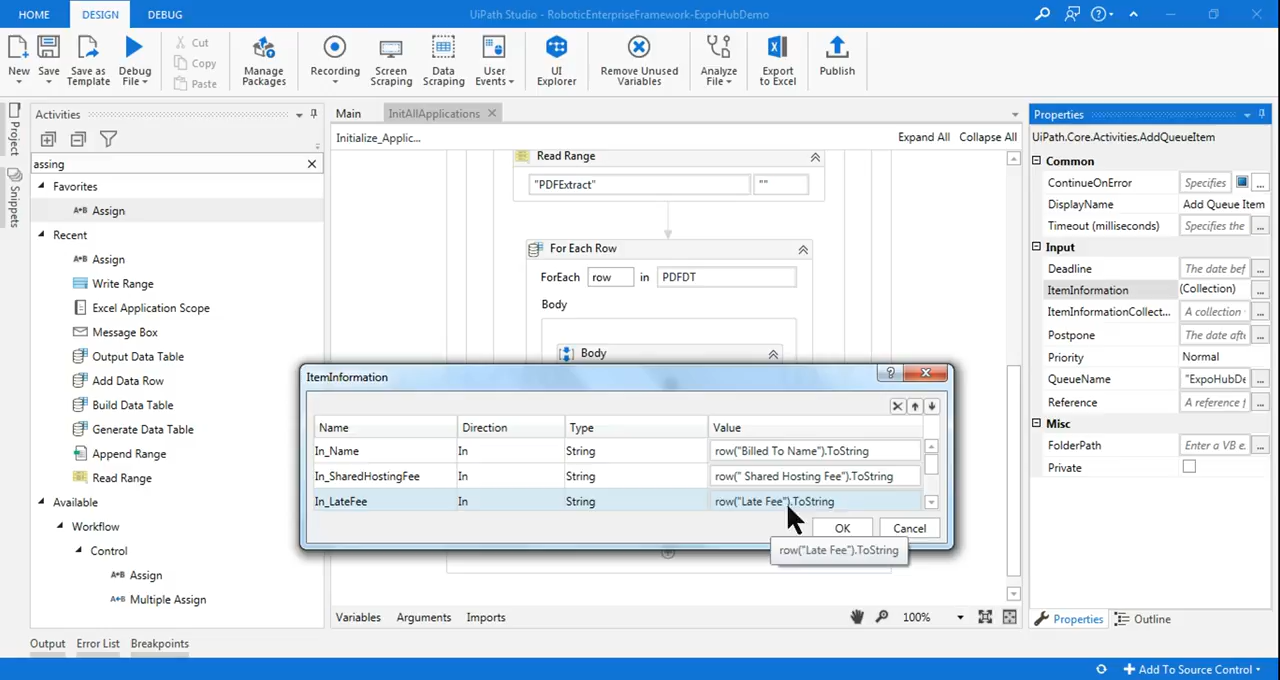 HOME DESIGN DEBUG UiPath Studio - RoboticEnterpriseFramework-ExpoHubDemo
New Save Save as Template Debug File Cut Copy Paste Manage Packages Recording Screen Scraping Data Scraping User Events UI Explorer Remove Unused Variables Analyze File Export to Excel Publish
Project
Snippets
Activities
assing
Favorites
Assign
Recent
Assign
Write Range
Excel Application Scope
Message Box
Output Data Table
Add Data Row
Build Data Table
Generate Data Table
Append Range
Read Range
Available
Workflow
Control
Assign
Multiple Assign
Main InitAllApplications
Initialize_Applic... Expand All Collapse All
Read Range
"PDFExtract" ""
For Each Row
ForEach row in PDFDT
Body
Body
ItemInformation
Name Direction Type Value
In_Name In String row("Billed To Name").ToString
In_SharedHostingFee In String row(" Shared Hosting Fee").ToString
In_LateFee In String row("Late Fee").ToString
OK Cancel
row("Late Fee").ToString
Variables Arguments Imports 100%
Properties
UiPath.Core.Activities.AddQueueItem
Common
ContinueOnError Specifies ...
DisplayName Add Queue Item
Timeout (milliseconds) Specifies the ...
Input
Deadline The date bef ...
ItemInformation (Collection) ...
ItemInformationCollect... A collection ...
Postpone The date afte ...
Priority Normal
QueueName "ExpoHubDe ...
Reference A reference f ...
Misc
FolderPath Enter a VB e. ...
Private
Properties Outline
Output Error List Breakpoints
Add To Source Control